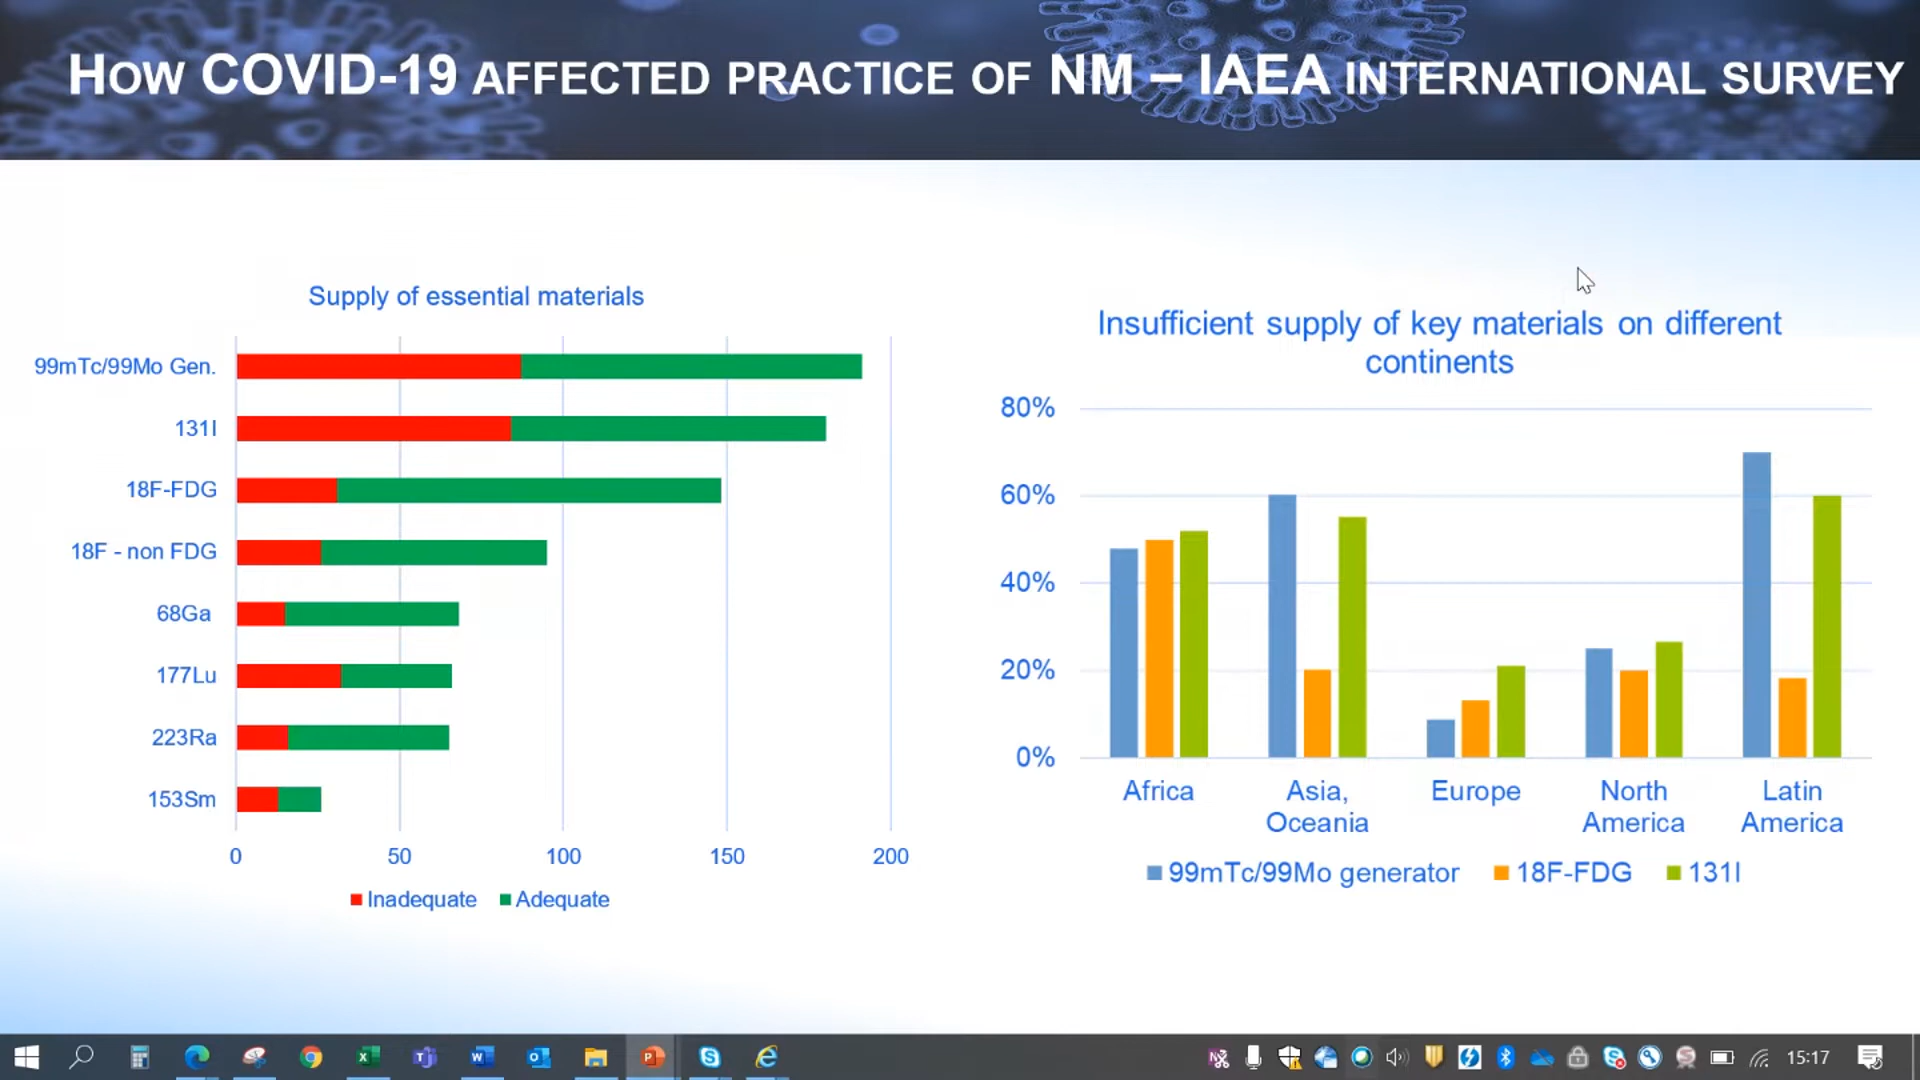 HOW COVID-19 AFFECTED PRACTICE OF NM – IAEA INTERNATIONAL SURVEY
Supply of essential materials
99mTc/99Mo Gen.
131I
18F-FDG
18F - non FDG
68Ga
177Lu
223Ra
153Sm
0 50 100 150 200
Inadequate Adequate
Insufficient supply of key materials on different
continents
80%
60%
40%
20%
0%
Africa Asia, Europe North Latin
Oceania America America
99mTc/99Mo generator 18F-FDG 131I
15:17